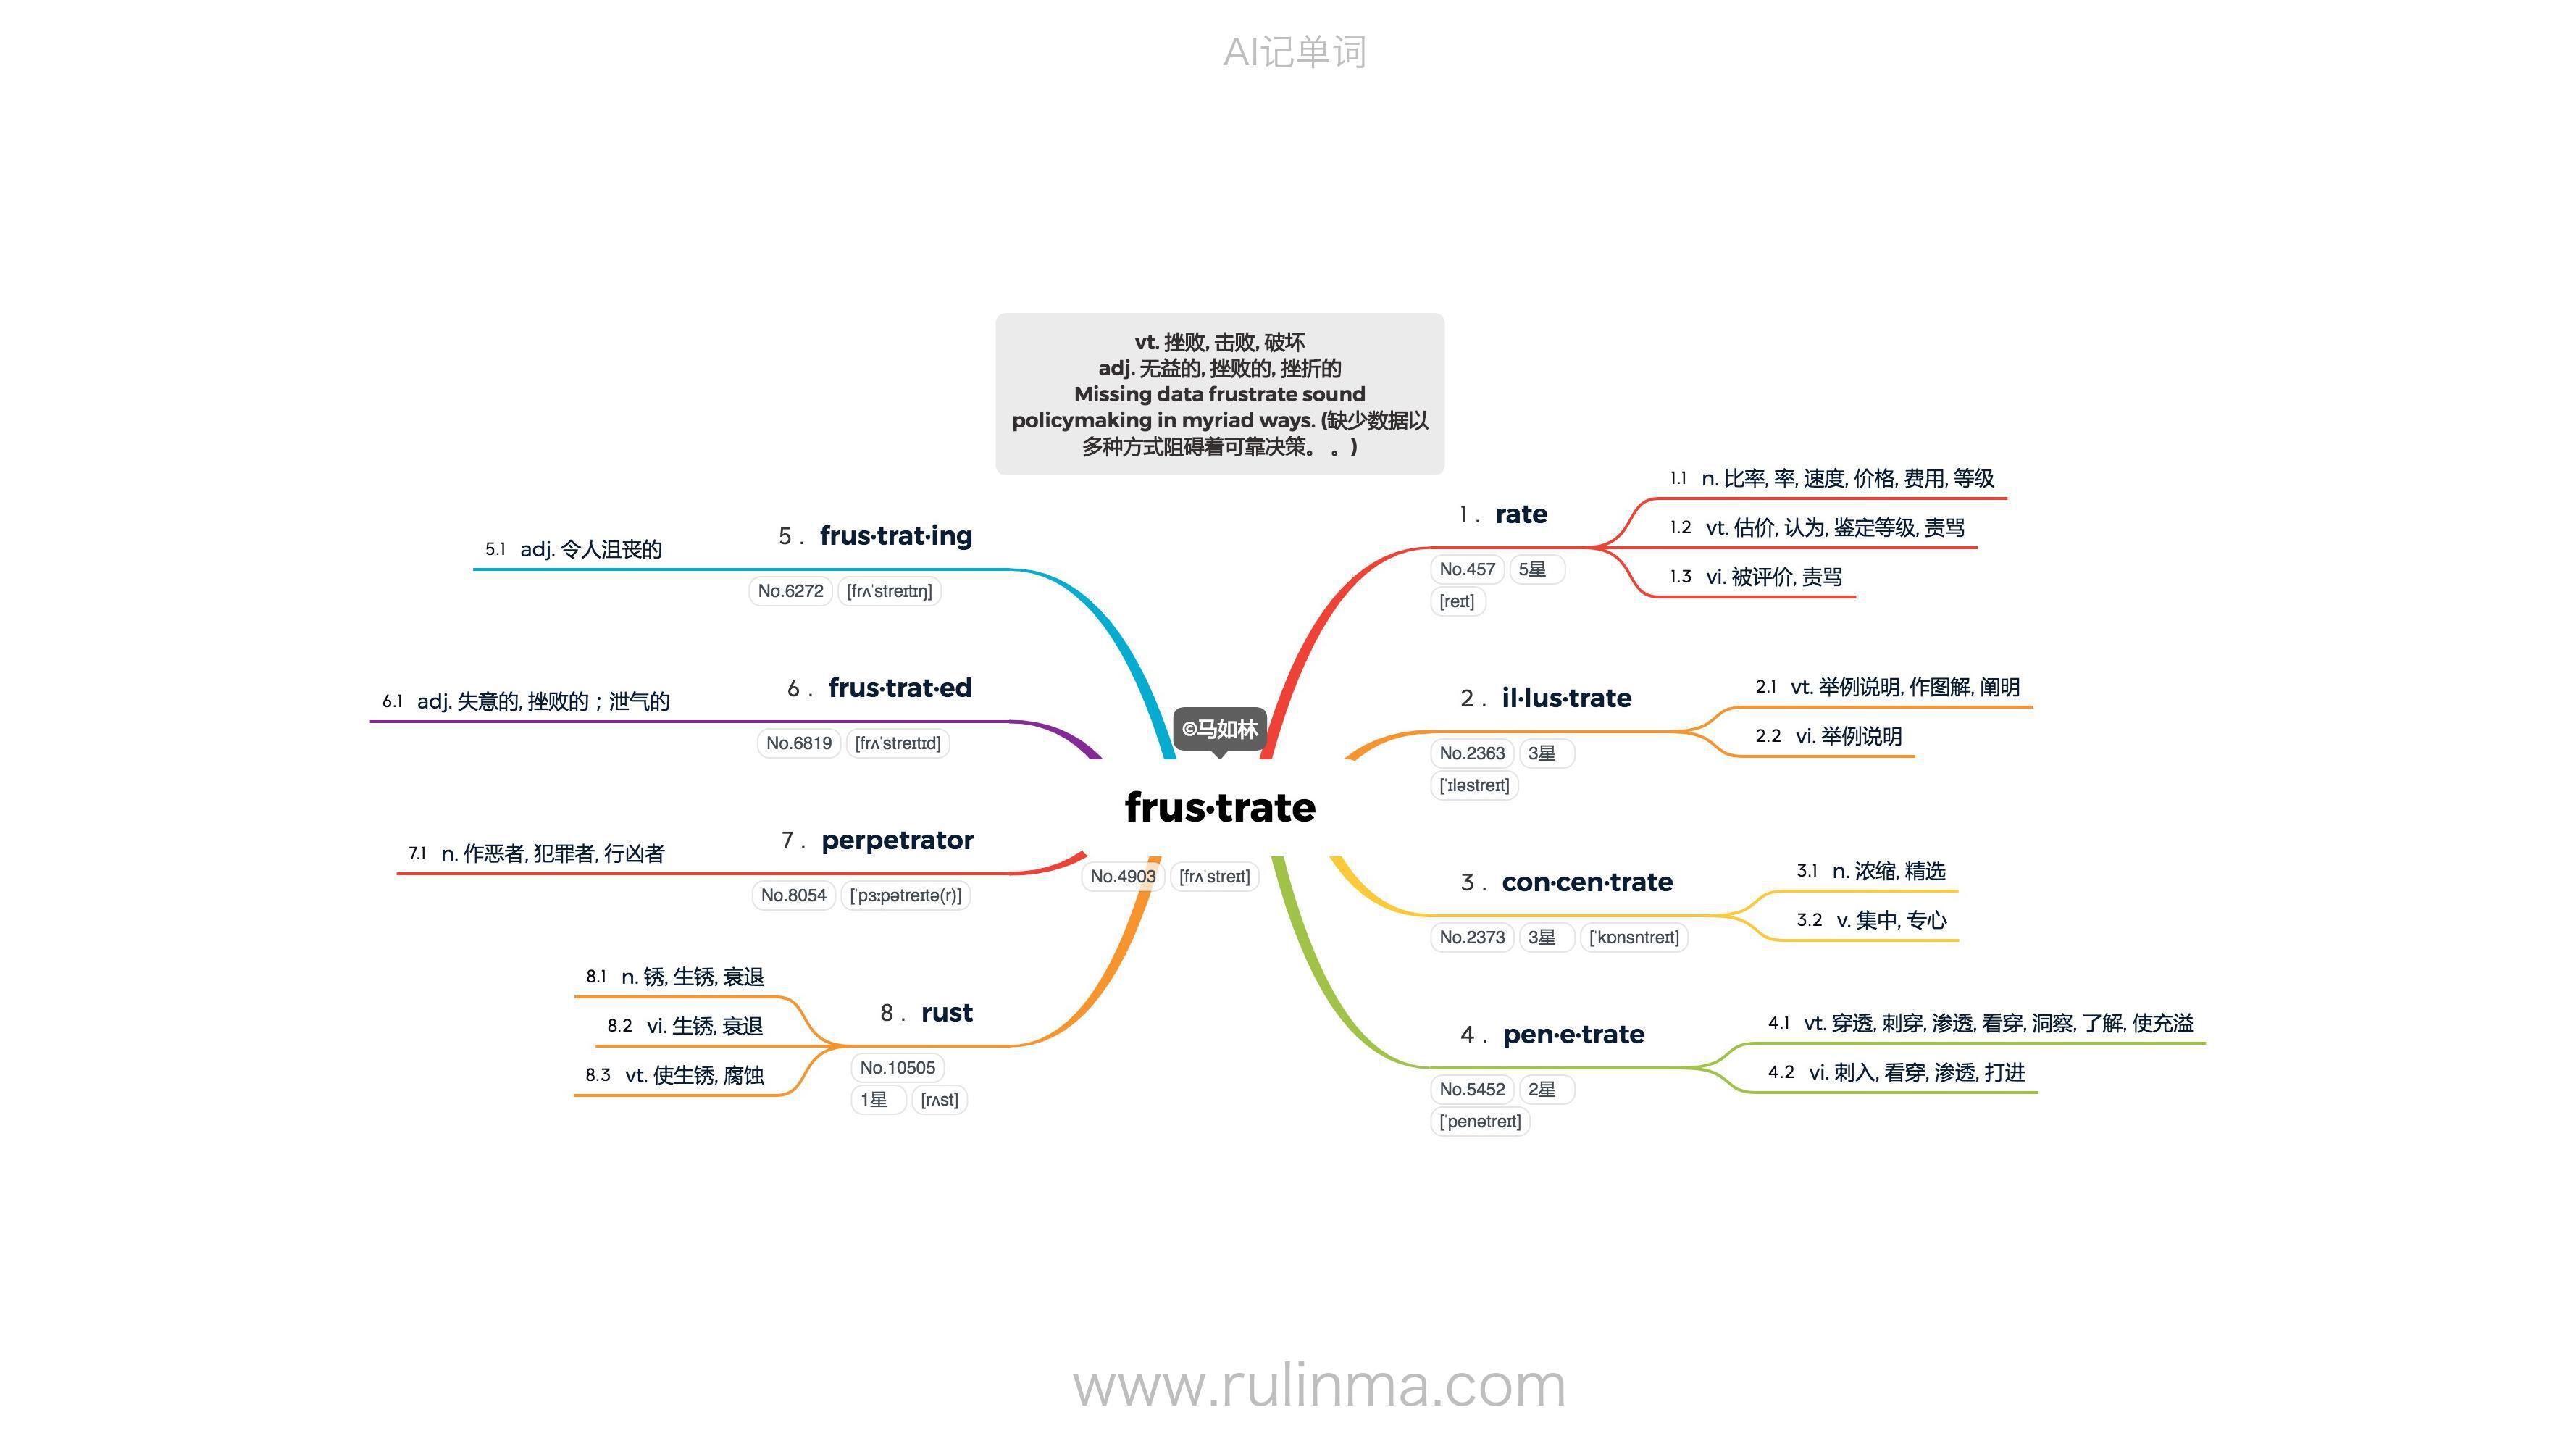 AI记单词
vt. 挫败, 击败, 破坏
adj. 无益的, 挫败的, 挫折的
Missing data frustrate sound
policymaking in myriad ways. (缺少数据以
多种方式阻碍着可靠决策。 。)
©马如林
frus·trate
No.4903 [frʌˈstreɪt]
1. rate
No.457 5星
[reɪt]
1.1 n. 比率, 率, 速度, 价格, 费用, 等级
1.2 vt. 估价, 认为, 鉴定等级, 责骂
1.3 vi. 被评价, 责骂
2. il·lus·trate
No.2363 3星
[ˈɪləstreɪt]
2.1 vt. 举例说明, 作图解, 阐明
2.2 vi. 举例说明
3. con·cen·trate
No.2373 3星 [ˈkɒnsntreɪt]
3.1 n. 浓缩, 精选
3.2 v. 集中, 专心
4. pen·e·trate
No.5452 2星
[ˈpenətreɪt]
4.1 vt. 穿透, 刺穿, 渗透, 看穿, 洞察, 了解, 使充溢
4.2 vi. 刺入, 看穿, 渗透, 打进
5. frus·trat·ing
No.6272 [frʌˈstreɪtɪŋ]
5.1 adj. 令人沮丧的
6. frus·trat·ed
No.6819 [frʌˈstreɪtɪd]
6.1 adj. 失意的, 挫败的；泄气的
7. perpetrator
No.8054 [ˈpɜːpətreɪtə(r)]
7.1 n. 作恶者, 犯罪者, 行凶者
8. rust
No.10505
1星 [rʌst]
8.1 n. 锈, 生锈, 衰退
8.2 vi. 生锈, 衰退
8.3 vt. 使生锈, 腐蚀
www.rulinma.com